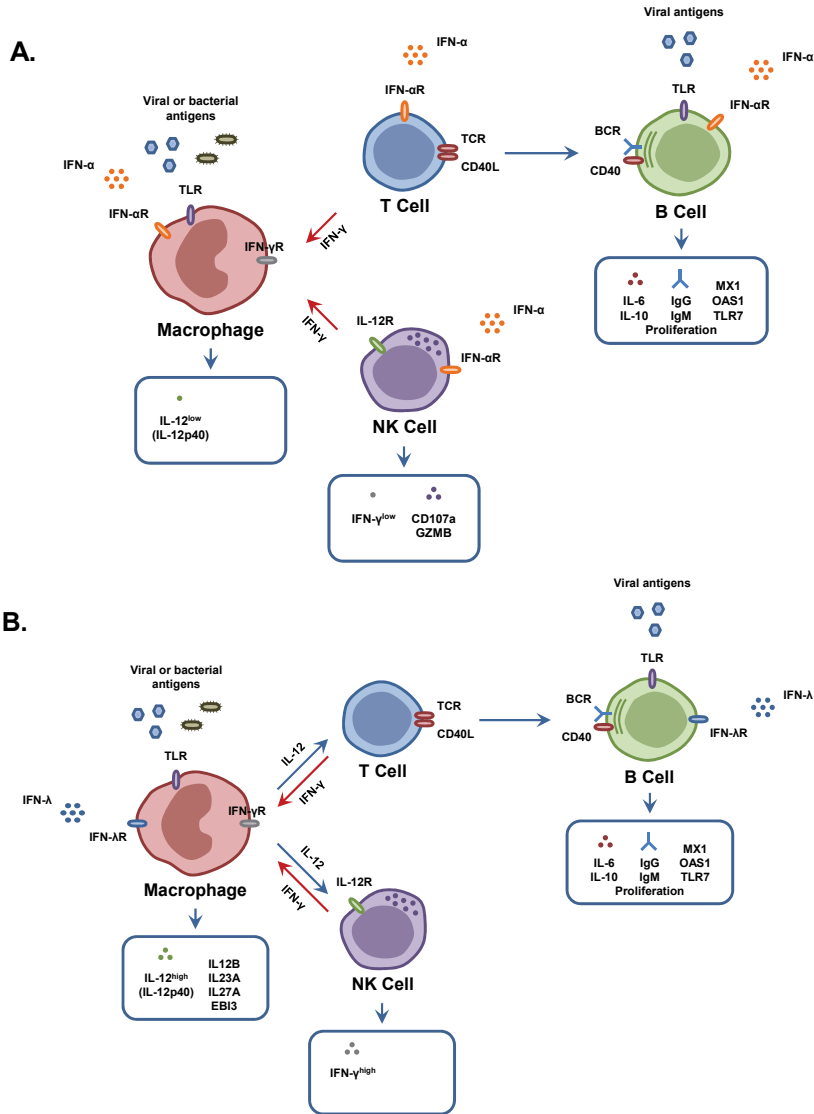 A.
Viral antigens
IFN-α
IFN-α
TLR
IFN-αR
IFN-αR
Viral or bacterial
antigens
BCR
TCR
CD40L
CD40
IFN-α
TLR
T Cell
B Cell
IFN-αR
IFN-γR
IFN-γ
Macrophage
IFN-γ
IL-12R
IFN-α
IFN-αR
IL-6 IgG MX1
IL-10 IgM OAS1
TLR7
Proliferation
NK Cell
IL-12low
(IL-12p40)
IFN-γlow CD107a
GZMB
B.
Viral antigens
TLR
Viral or bacterial
antigens
BCR
IFN-λ
TCR
CD40L
CD40
IFN-λR
TLR
IL-12
T Cell
B Cell
IFN-γ
IFN-λ
IFN-γR
IFN-λR
IL-12
IFN-γ
Macrophage
IL-12R
IL-6 IgG MX1
IL-10 IgM OAS1
TLR7
Proliferation
IL-12high
(IL-12p40)
IL12B
IL23A
IL27A
EBI3
NK Cell
IFN-γhigh